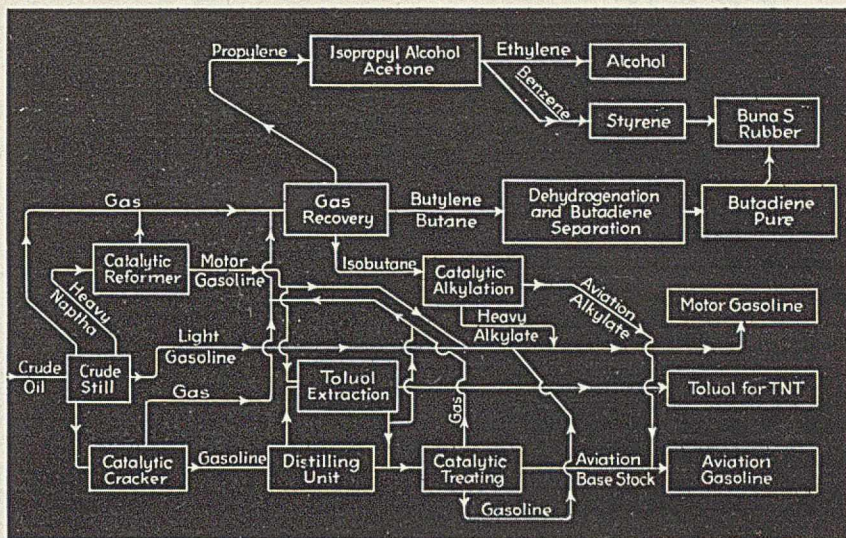 Propylene
Isopropyl Alcohol
Acetone
Ethylene
Alcohol
Benzene
Styrene
Buna S
Rubber
Gas
Gas
Recovery
Butylene
Butane
Dehydrogenation
and Butadiene
Separation
Butadiene
Pure
Catalytic
Reformer
Motor
Gasoline
Isobutane
Catalytic
Alkylation
Aviation
Alkylate
Motor Gasoline
Heavy
Naptha
Heavy
Alkylate
Light
Gasoline
Crude
Oil
Crude
Still
Toluol
Extraction
Toluol for TNT
Gas
Gas
Catalytic
Cracker
Gasoline
Distilling
Unit
Catalytic
Treating
Aviation
Base Stock
Aviation
Gasoline
Gasoline